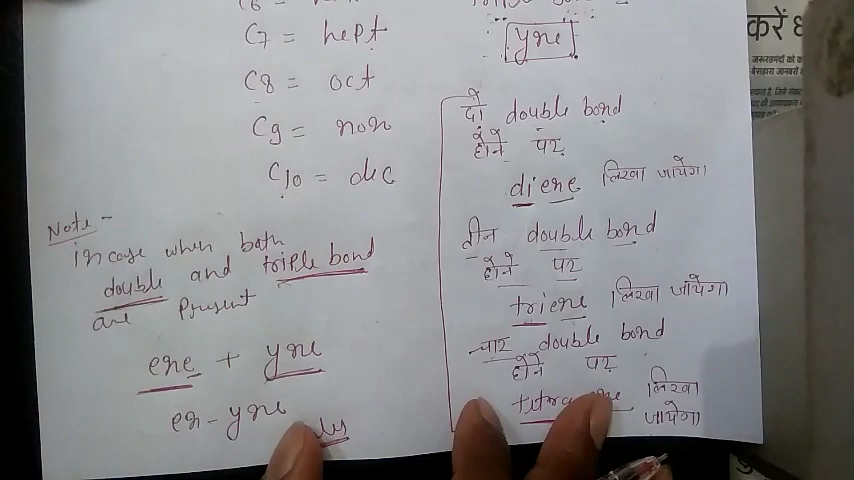 C7 = hept
C8 = oct
C9 = non
C10 = dec
Note -
in case when both
double and triple bond
are present
ene + yne
en - yne
yne
दो double bond
होने पर
diene लिखा जायेगा
तीन double bond
होने पर
triene लिखा जायेगा
चार double bond
होने पर
लिखा
जायेगा
करें